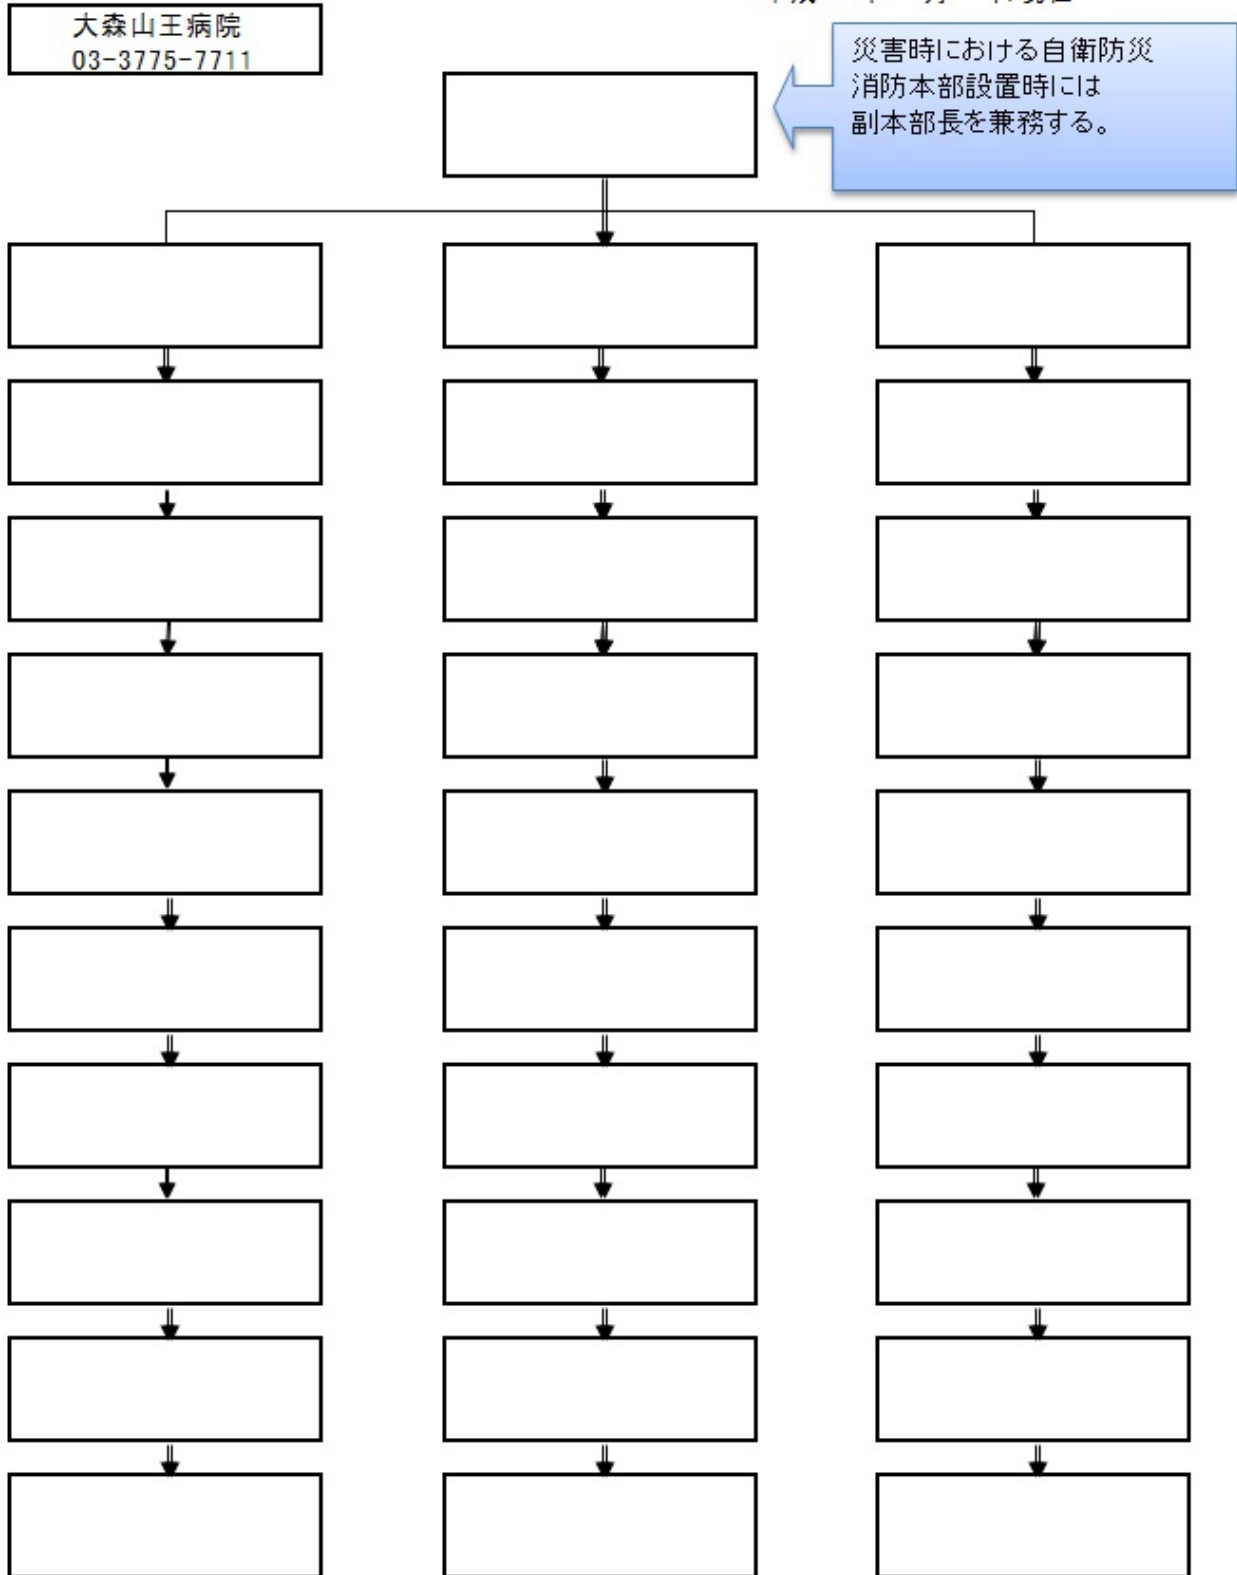 大森山王病院
03-3775-7711
災害時における自衛防災
消防本部設置時には
副本部長を兼務する。